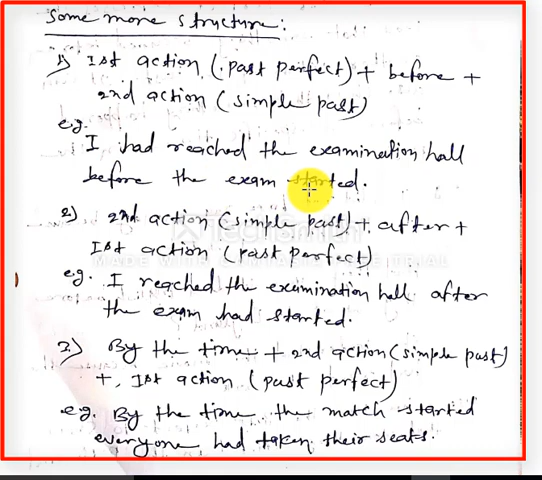 Some more structure:
1) Ist action (past perfect) + before +
2nd action (simple past)
e.g.
I had reached the examination hall
before the exam started.
2) 2nd action (simple past) + after +
Ist action (Past Perfect)
e.g. I reached the examination hall after
the exam had started.
3.) By the time + 2nd action (simple past)
+, Ist action (past perfect)
e.g. By the time the match started
everyone had taken their seats.